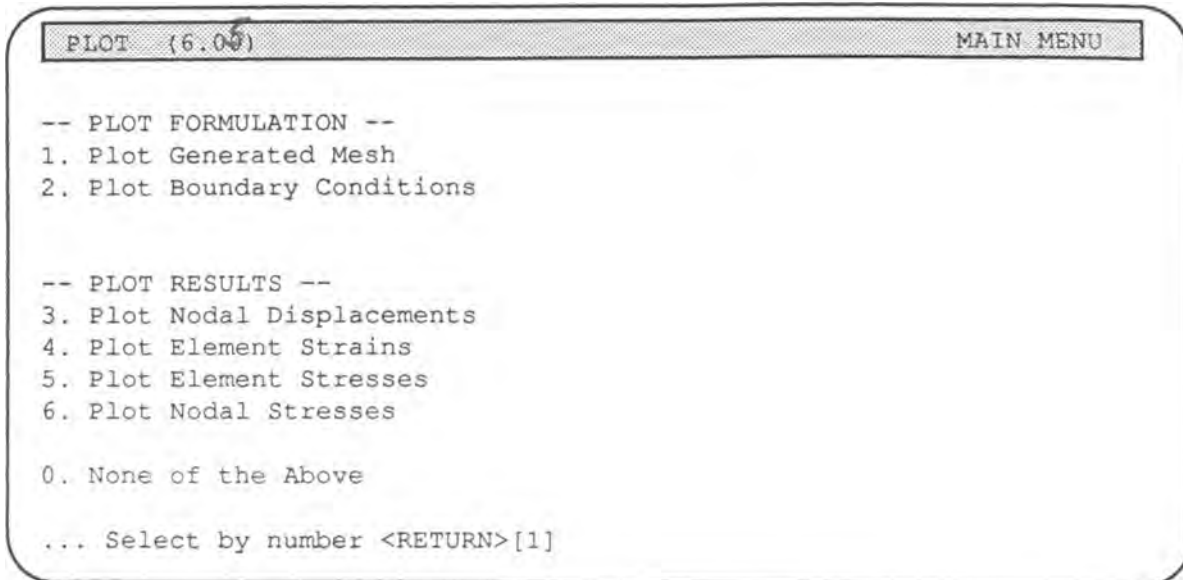 PLOT (6.05) MAIN MENU
-- PLOT FORMULATION --
1. Plot Generated Mesh
2. Plot Boundary Conditions
-- PLOT RESULTS --
3. Plot Nodal Displacements
4. Plot Element Strains
5. Plot Element Stresses
6. Plot Nodal Stresses
0. None of the Above
... Select by number <RETURN>[1]